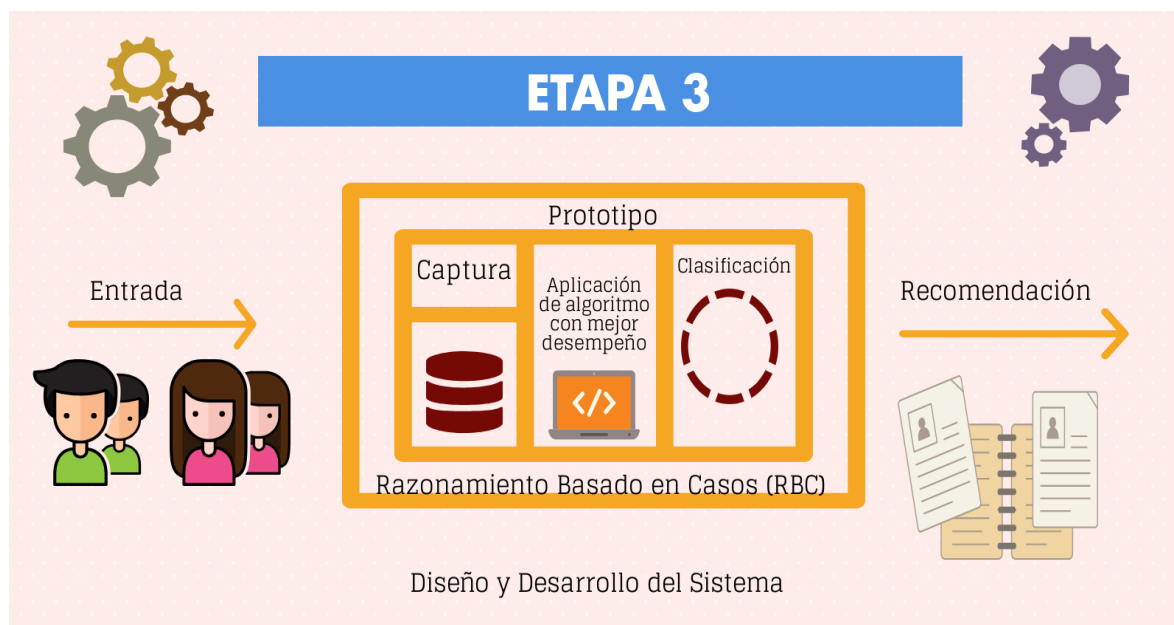 ETAPA 3
Prototipo
Entrada
Captura
Aplicación
de algoritmo
con mejor
desempeño
</>
Clasificación
Recomendación
Razonamiento Basado en Casos (RBC)
Diseño y Desarrollo del Sistema